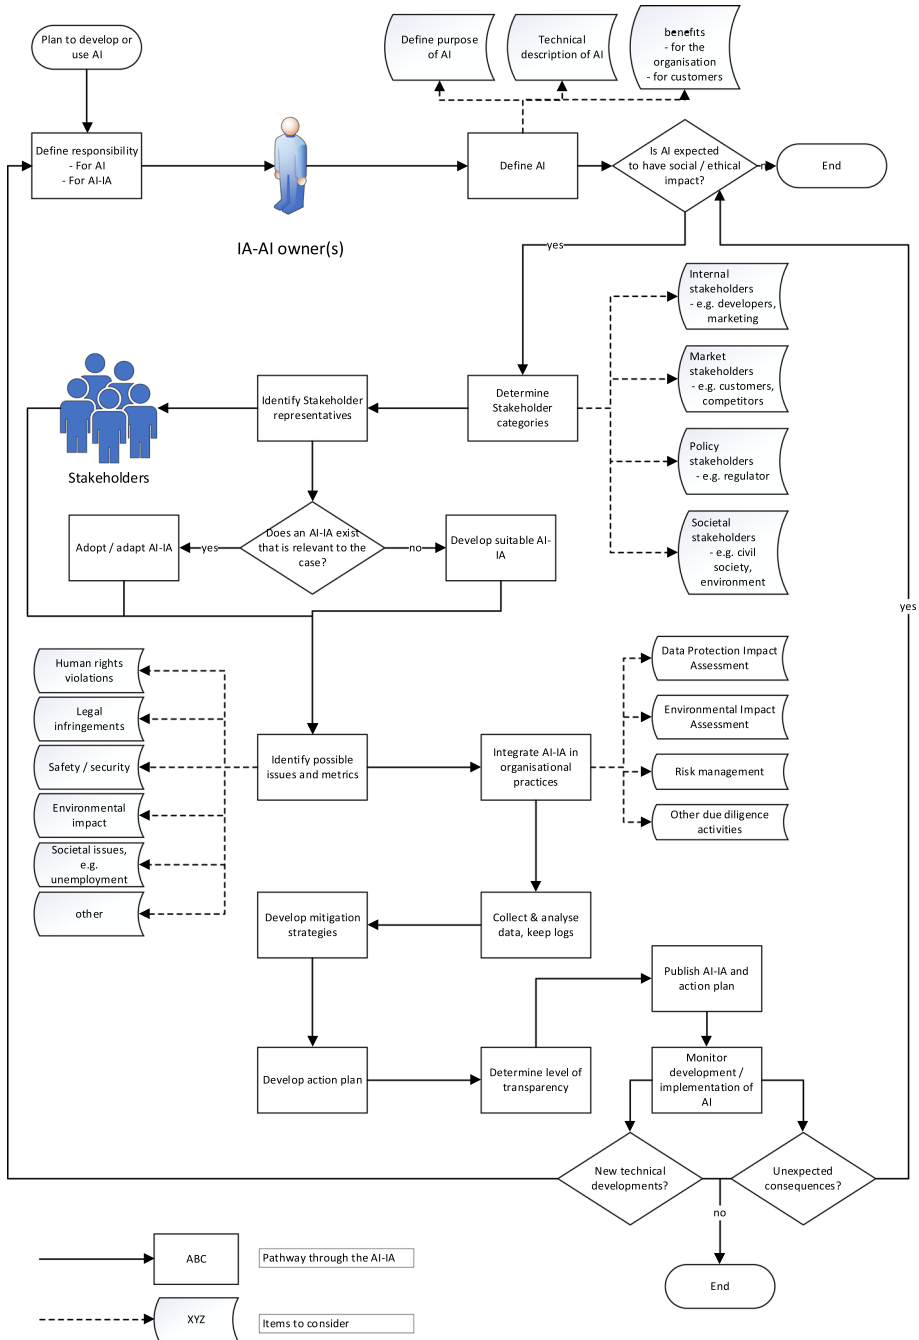 Plan to develop or
use AI
Define purpose
of AI
Technical
description of AI
benefits
- for the
organisation
- for customers
Define responsibility
- For AI
- For AI-IA
Define AI
Is AI expected
to have social / ethical
impact?
End
IA-AI owner(s)
yes
Internal
stakeholders
- e.g. developers,
marketing
Market
stakeholders
- e.g. customers,
competitors
Policy
stakeholders
- e.g. regulator
Societal
stakeholders
- e.g. civil
society,
environment
Determine
Stakeholder
categories
Identify Stakeholder
representatives
Stakeholders
Does an AI-IA exist
that is relevant to the
case?
yes
no
Adopt / adapt AI-IA
Develop suitable AI-
IA
yes
Human rights
violations
Legal
infringements
Safety / security
Environmental
impact
Societal issues,
e.g.
unemployment
other
Identify possible
issues and metrics
Integrate AI-IA in
organisational
practices
Data Protection Impact
Assessment
Environmental Impact
Assessment
Risk management
Other due diligence
activities
Develop mitigation
strategies
Collect & analyse
data, keep logs
Publish AI-IA and
action plan
Develop action plan
Determine level of
transparency
Monitor
development /
implementation of
AI
New technical
developments?
Unexpected
consequences?
no
End
ABC
Pathway through the AI-IA
XYZ
Items to consider